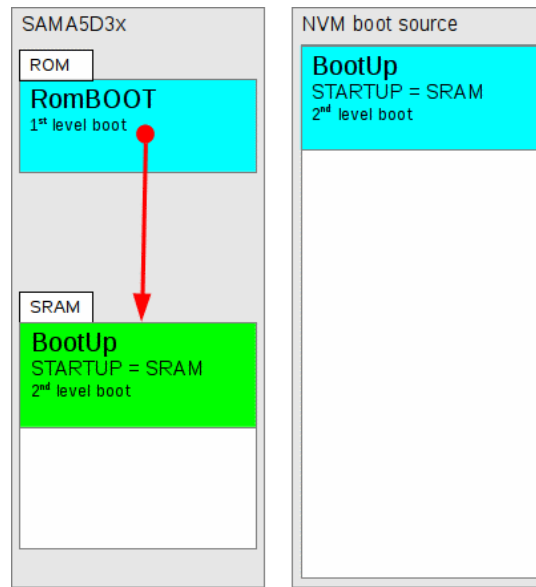 SAMA5D3x
ROM
RomBOOT
1st level boot
SRAM
BootUp
STARTUP = SRAM
2nd level boot
NVM boot source
BootUp
STARTUP = SRAM
2nd level boot